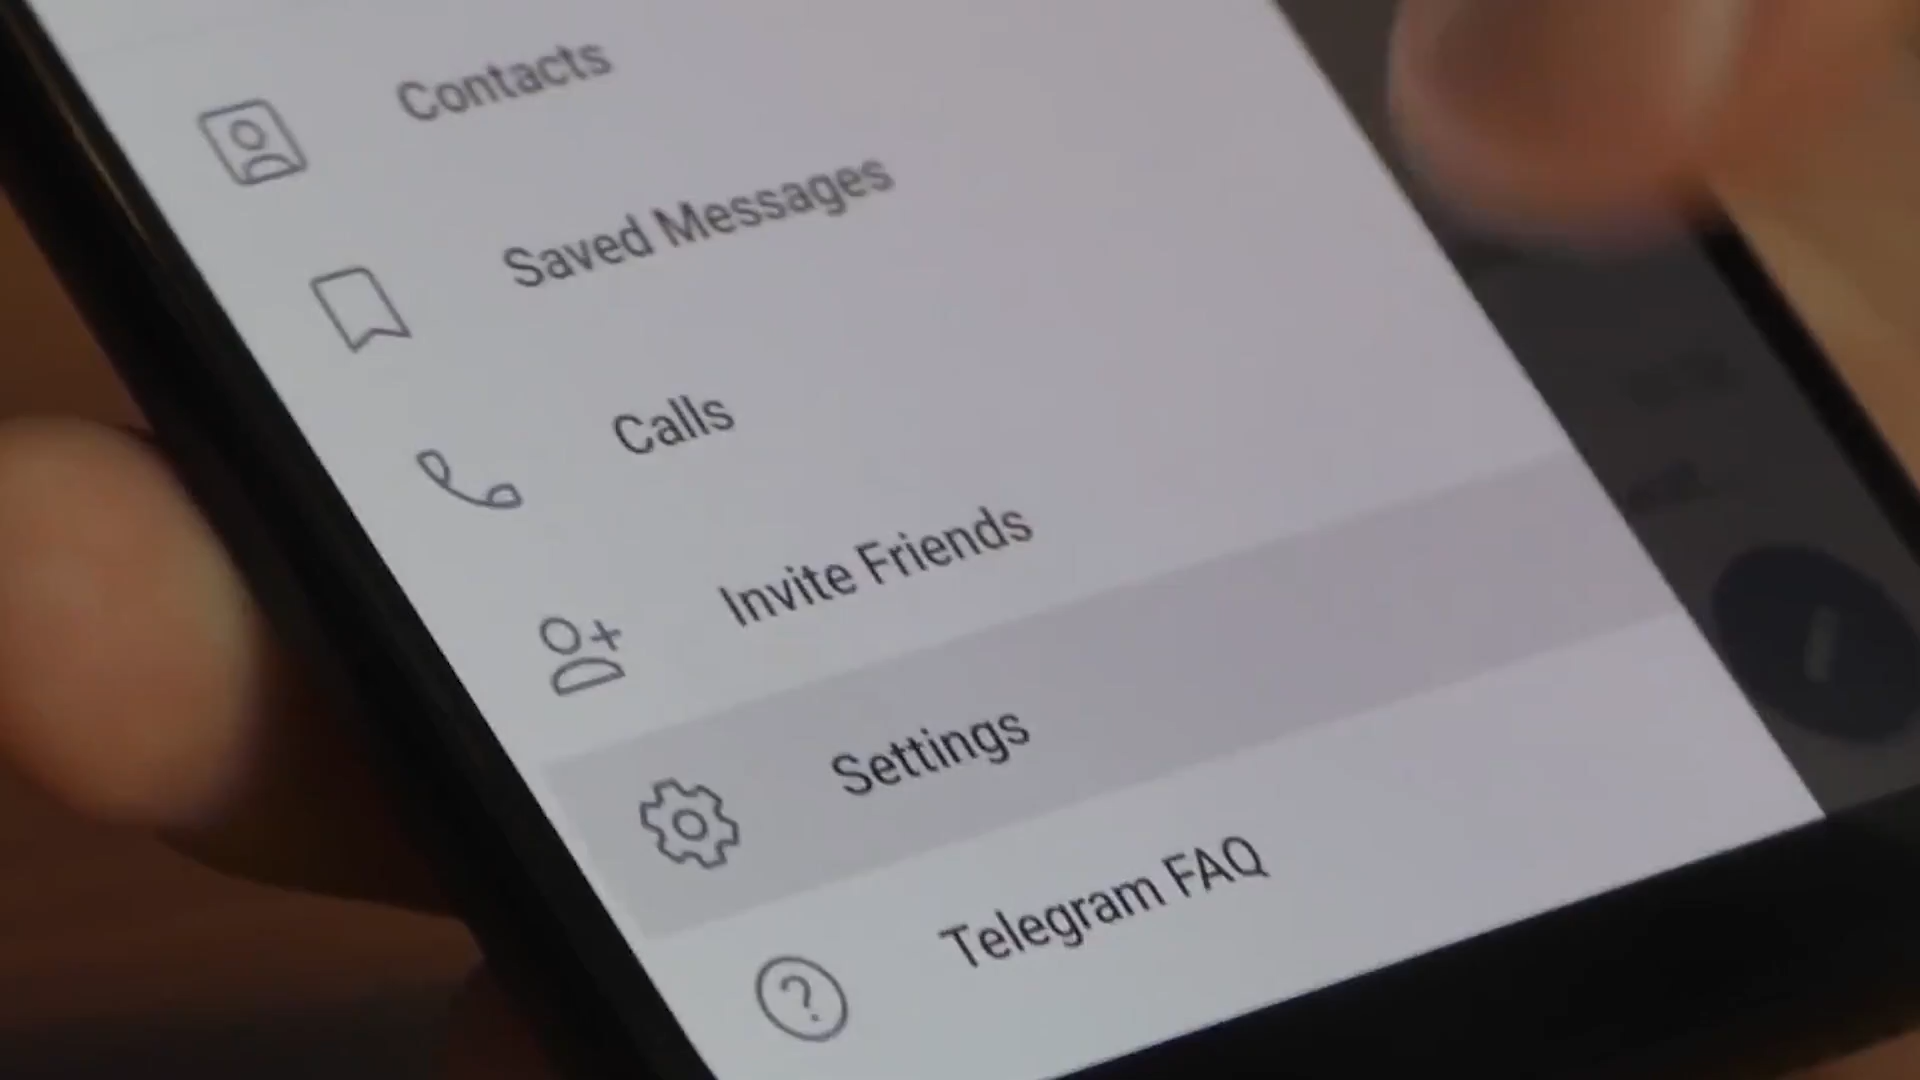 Contacts
Saved Messages
Calls
Invite Friends
Settings
Telegram FAQ